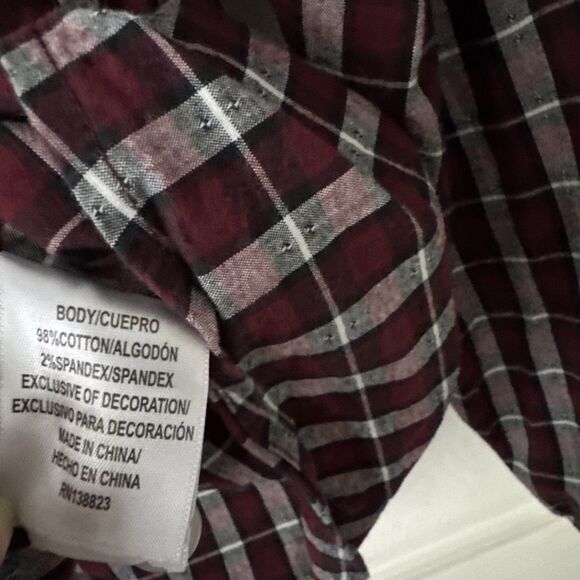 BODY/CUEPRO
98%COTTON/ALGODÓN
2%SPANDEX/SPANDEX
EXCLUSIVE OF DECORATION/
EXCLUSIVO PARA DECORACIÓN
MADE IN CHINA/
HECHO EN CHINA
RN138823